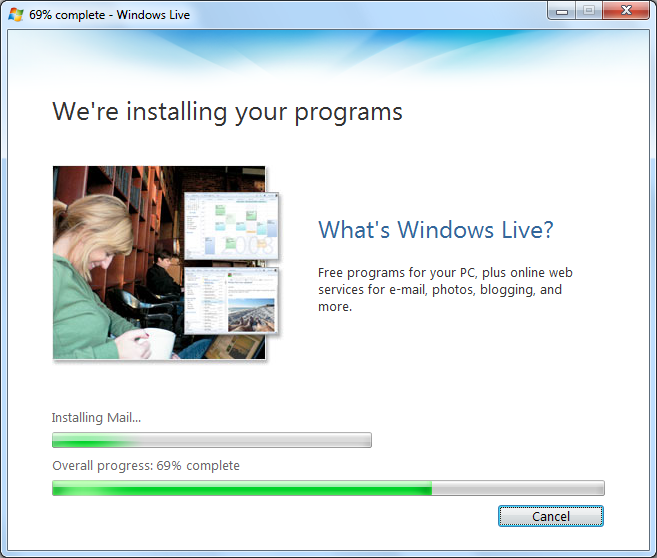 69% complete - Windows Live
We're installing your programs
What's Windows Live?
Free programs for your PC, plus online web
services for e-mail, photos, blogging, and
more.
Installing Mail...
Overall progress: 69% complete
Cancel